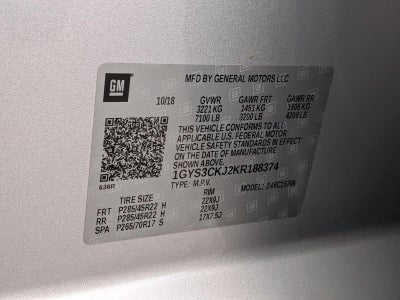 GM
MFD BY GENERAL MOTORS LLC
10/18 GVWR GAWR FRT GAWR RR
3221 KG 1451 KG 1905 KG
7100 LB 3200 LB 4200 LB
THIS VEHICLE CONFORMS TO ALL
APPLICABLE U.S. FEDERAL MOTOR
VEHICLE SAFETY STANDARDS IN EFFECT
ON THE DATE OF MANUFACTURE
SHOWN ABOVE.
636R
1GYS3CKJ2KR188374
TYPE: M.P.V. MODEL:
TIRE SIZE RIM
FRT P285/45R22 H 22X9J
RR P285/45R22 H 22X9J
SPA P265/70R17 S 17X7.5J